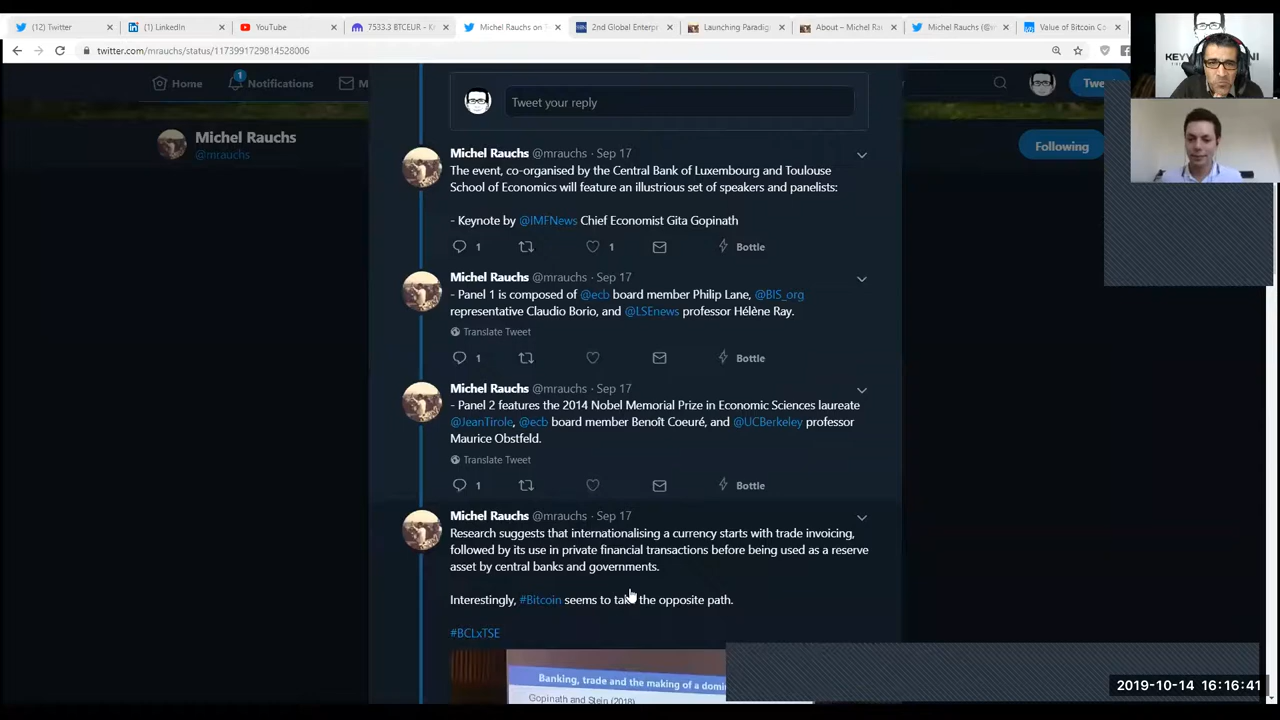 (12) Twitter
(1) LinkedIn
YouTube
7533.3 BTCEUR - K
Michel Rauchs on T
2nd Global Enterp
Launching Paradig
About – Michel Ra
Michel Rauchs (@
Value of Bitcoin Co
twitter.com/mrauchs/status/1173991729814528006
Home
1
Notifications
M
Twe
KEYV
Tweet your reply
Michel Rauchs
@mrauchs
Following
Michel Rauchs @mrauchs · Sep 17
The event, co-organised by the Central Bank of Luxembourg and Toulouse
School of Economics will feature an illustrious set of speakers and panelists:
- Keynote by @IMFNews Chief Economist Gita Gopinath
1 1 Bottle
Michel Rauchs @mrauchs · Sep 17
- Panel 1 is composed of @ecb board member Philip Lane, @BIS_org
representative Claudio Borio, and @LSEnews professor Hélène Ray.
Translate Tweet
1 Bottle
Michel Rauchs @mrauchs · Sep 17
- Panel 2 features the 2014 Nobel Memorial Prize in Economic Sciences laureate
@JeanTirole, @ecb board member Benoît Coeuré, and @UCBerkeley professor
Maurice Obstfeld.
Translate Tweet
1 Bottle
Michel Rauchs @mrauchs · Sep 17
Research suggests that internationalising a currency starts with trade invoicing,
followed by its use in private financial transactions before being used as a reserve
asset by central banks and governments.
Interestingly, #Bitcoin seems to take the opposite path.
#BCLxTSE
Banking, trade and the making of a domi
Gopinath and Stein (2018)
2019-10-14 16:16:41